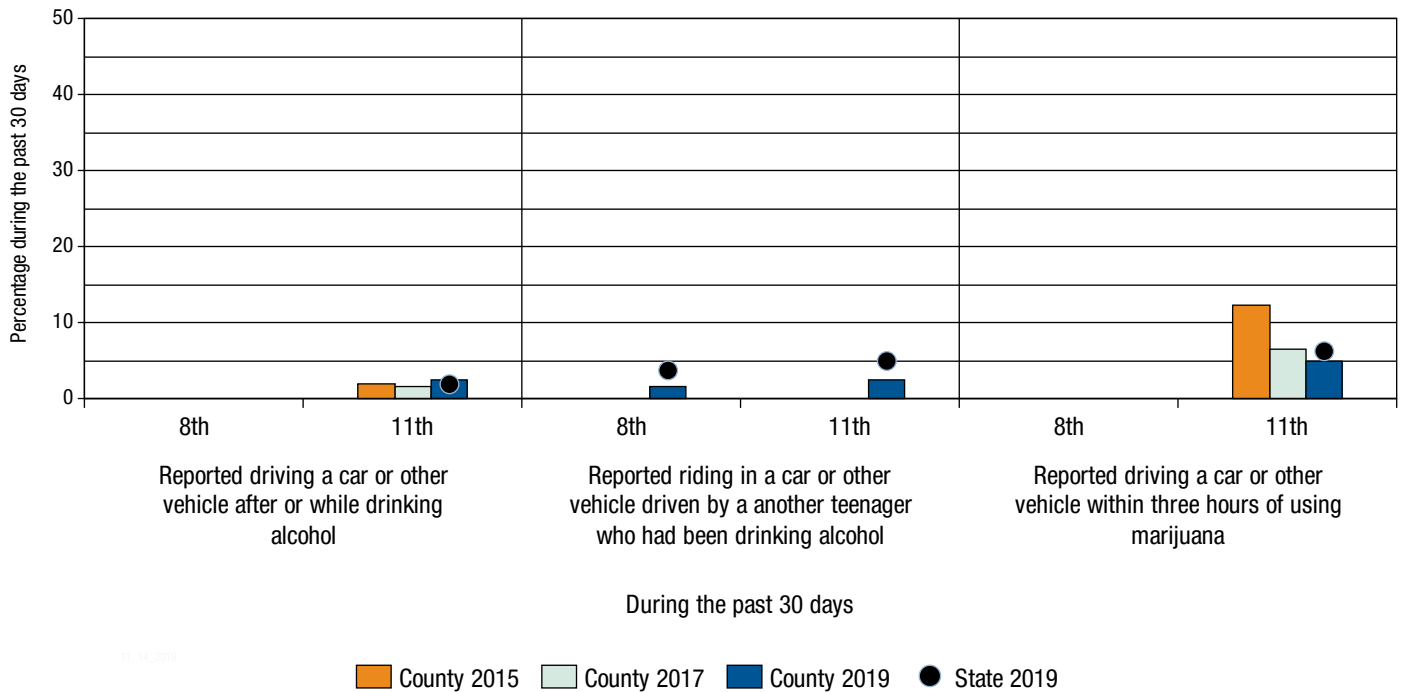 Percentage during the past 30 days
50
40
30
20
10
0
8th 11th 8th 11th 8th 11th
Reported driving a car or other
vehicle after or while drinking
alcohol
Reported riding in a car or other
vehicle driven by a another teenager
who had been drinking alcohol
Reported driving a car or other
vehicle within three hours of using
marijuana
During the past 30 days
County 2015 County 2017 County 2019 State 2019